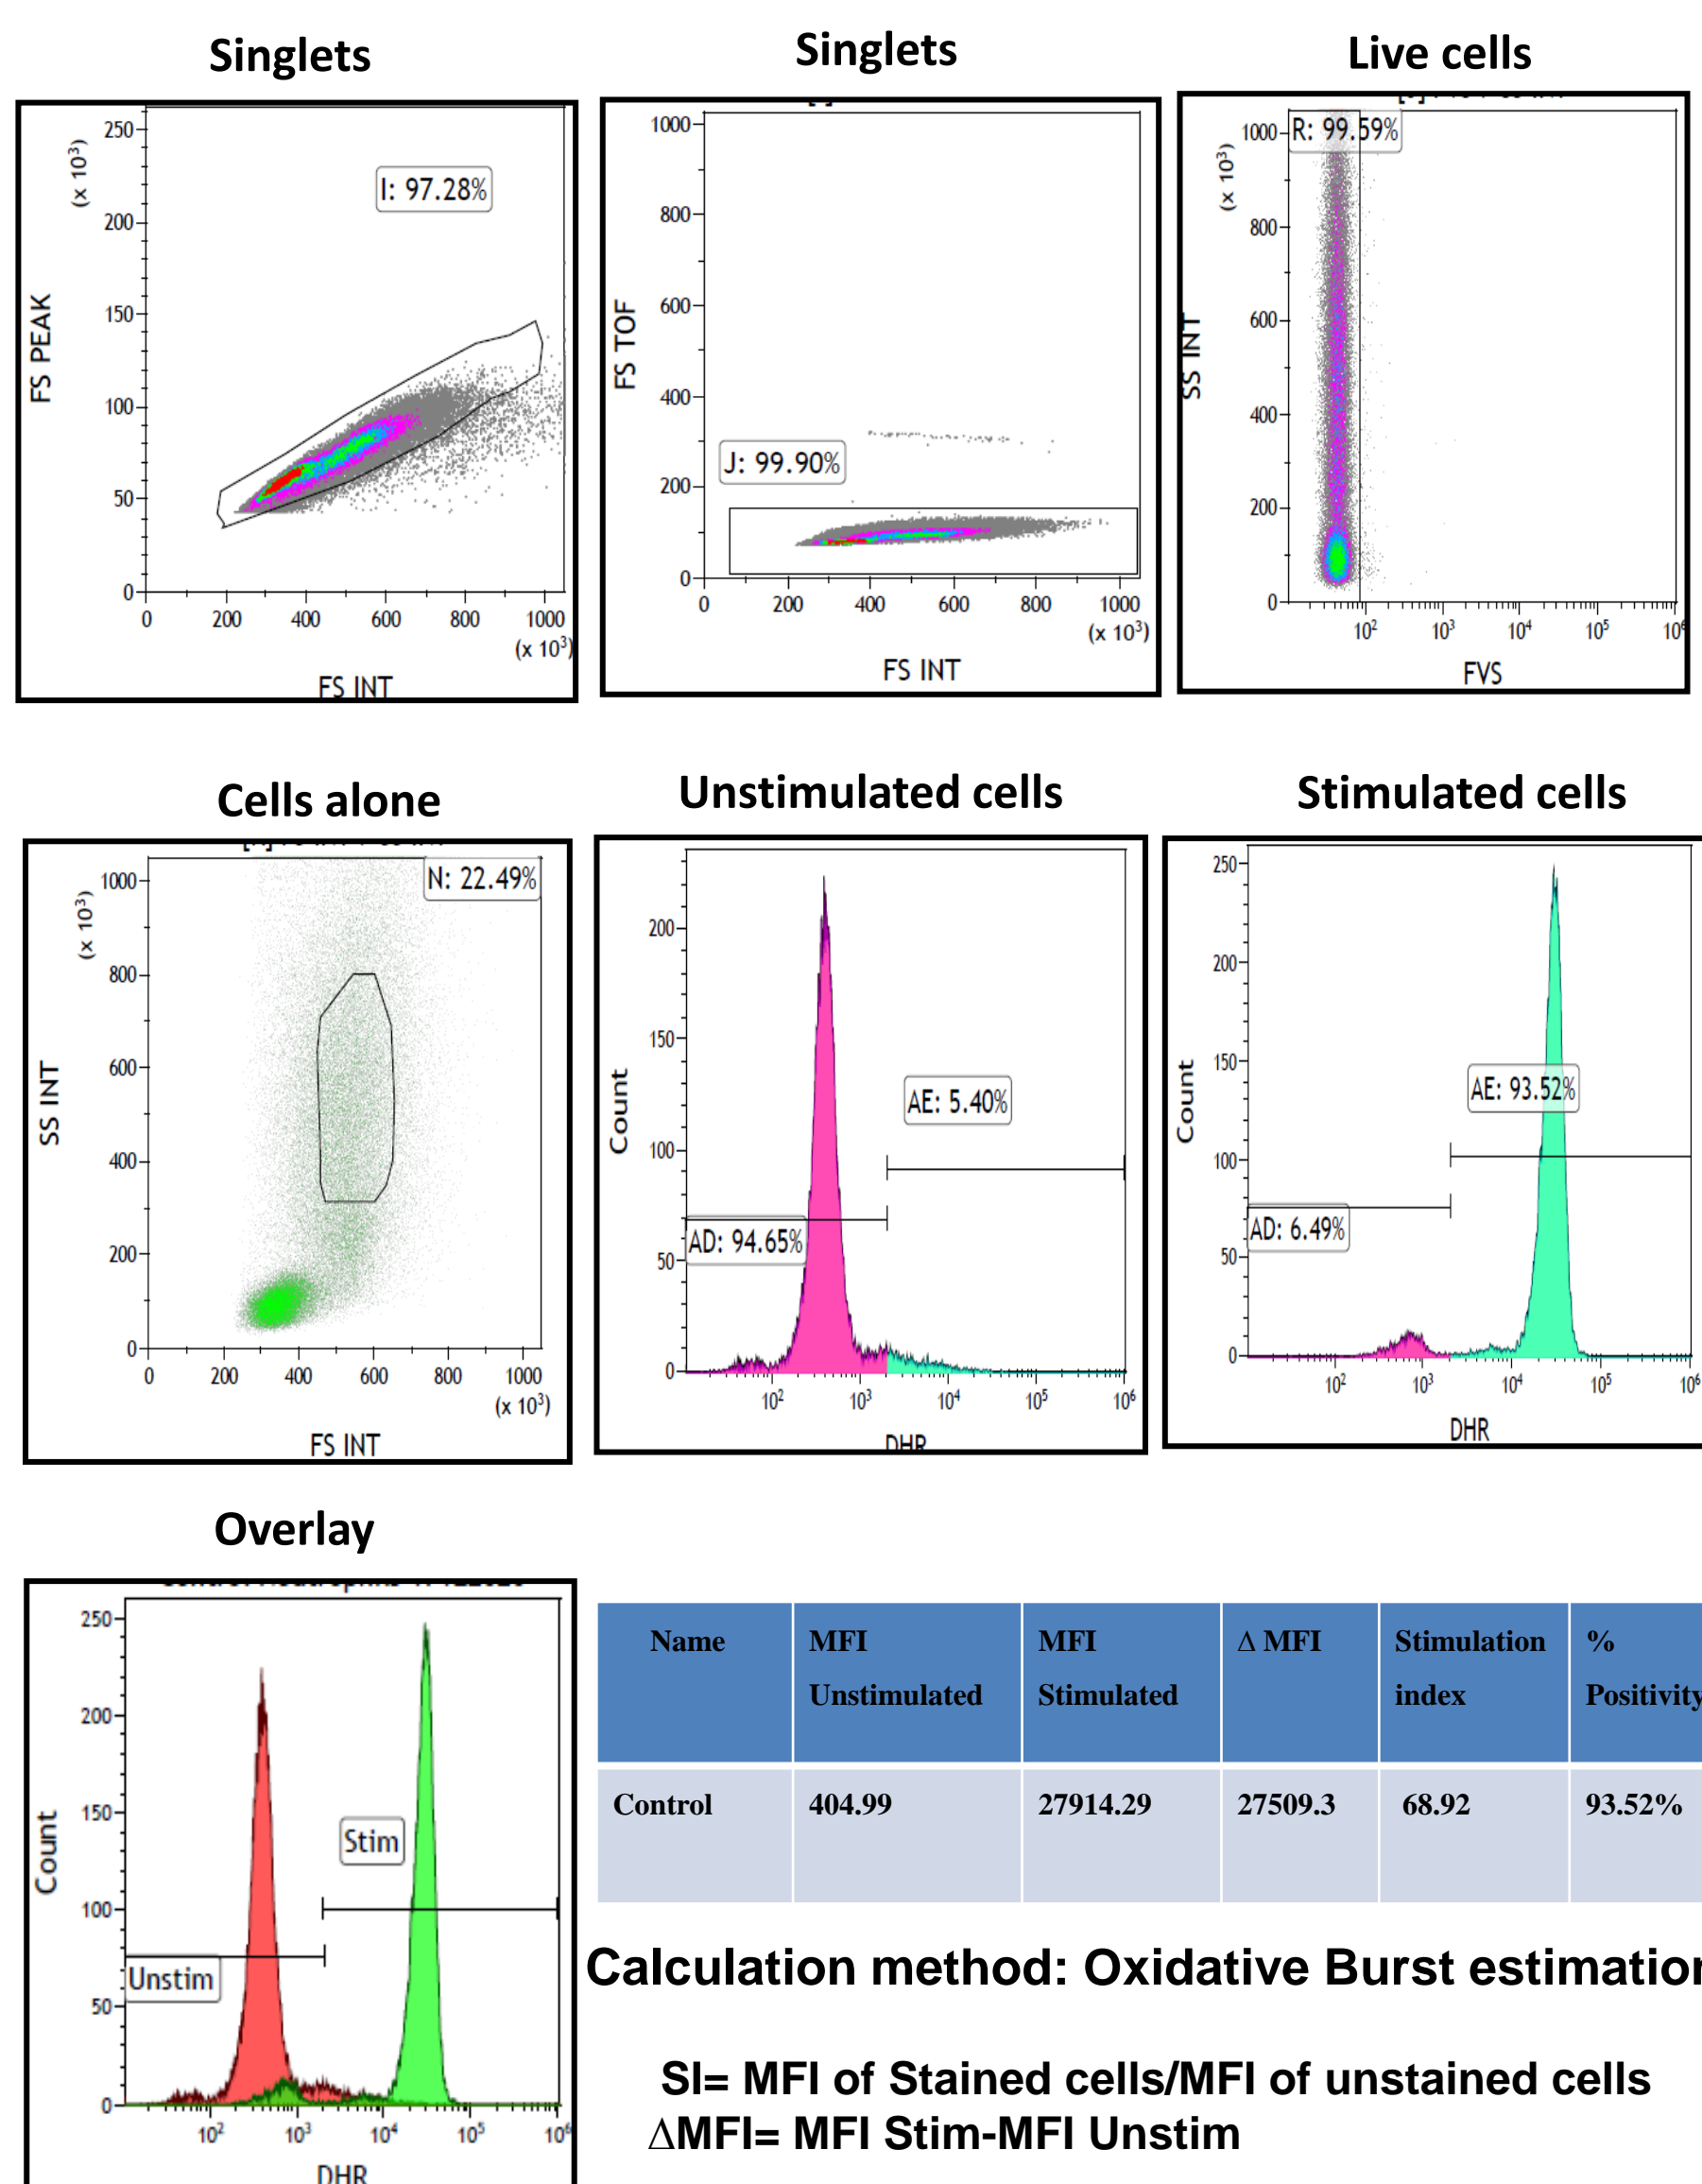 Singlets
Singlets
Live cells
I: 97.28%
FS PEAK
(x 10³)
250
200
150
100
50
0
0 200 400 600 800 1000
(x 10³)
FS INT
J: 99.90%
FS TOF
1000
800
600
400
200
0
0 200 400 600 800 1000
(x 10³)
FS INT
R: 99.59%
SS INT
(x 10³)
1000
800
600
400
200
0
10² 10³ 10⁴ 10⁵ 10⁶
FVS
Cells alone
Unstimulated cells
Stimulated cells
N: 22.49%
SS INT
(x 10³)
1000
800
600
400
200
0
0 200 400 600 800 1000
(x 10³)
FS INT
AE: 5.40%
AD: 94.65%
Count
200
150
100
50
0
10² 10³ 10⁴ 10⁵ 10⁶
DHR
AE: 93.52%
AD: 6.49%
Count
250
200
150
100
50
0
10² 10³ 10⁴ 10⁵ 10⁶
DHR
Overlay
Stim
Unstim
Count
250
200
150
100
50
0
10² 10³ 10⁴ 10⁵ 10⁶
DHR
Name MFI Unstimulated MFI Stimulated Δ MFI Stimulation index % Positivity
Control 404.99 27914.29 27509.3 68.92 93.52%
Calculation method: Oxidative Burst estimation
SI= MFI of Stained cells/MFI of unstained cells
ΔMFI= MFI Stim-MFI Unstim